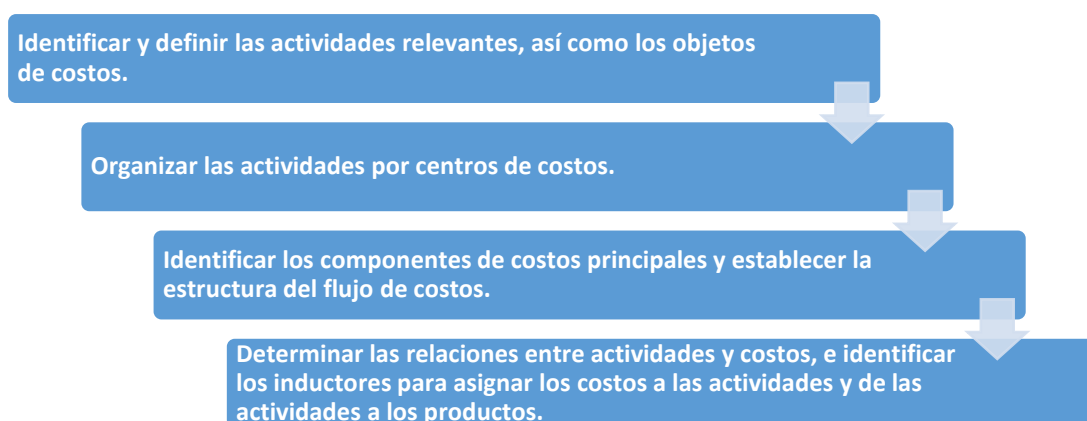 Identificar y definir las actividades relevantes, así como los objetos
de costos.
Organizar las actividades por centros de costos.
Identificar los componentes de costos principales y establecer la
estructura del flujo de costos.
Determinar las relaciones entre actividades y costos, e identificar
los inductores para asignar los costos a las actividades y de las
actividades a los productos.